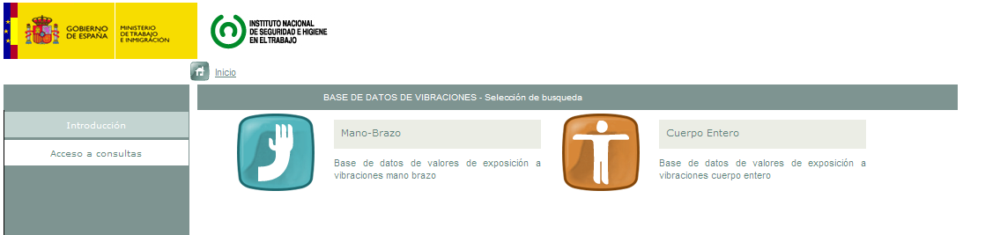 GOBIERNO
DE ESPAÑA
MINISTERIO
DE TRABAJO
E INMIGRACIÓN
INSTITUTO NACIONAL
DE SEGURIDAD E HIGIENE
EN EL TRABAJO
Inicio
BASE DE DATOS DE VIBRACIONES - Selección de busqueda
Introducción
Acceso a consultas
Mano-Brazo
Base de datos de valores de exposición a
vibraciones mano brazo
Cuerpo Entero
Base de datos de valores de exposición a
vibraciones cuerpo entero